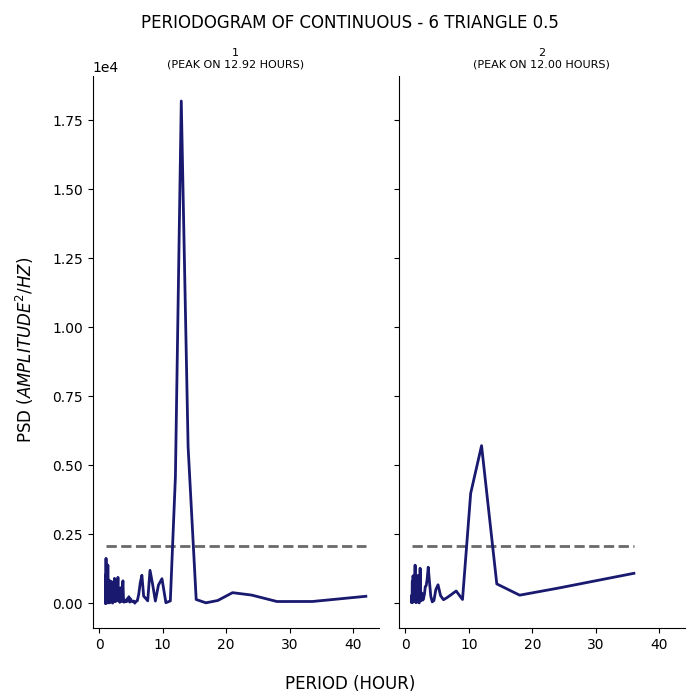 PERIODOGRAM OF CONTINUOUS - 6 TRIANGLE 0.5
1
(PEAK ON 12.92 HOURS)
2
(PEAK ON 12.00 HOURS)
1e4
1.75
1.50
1.25
1.00
0.75
0.50
0.25
0.00
PSD (AMPLITUDE²/HZ)
0 10 20 30 40
0 10 20 30 40
PERIOD (HOUR)